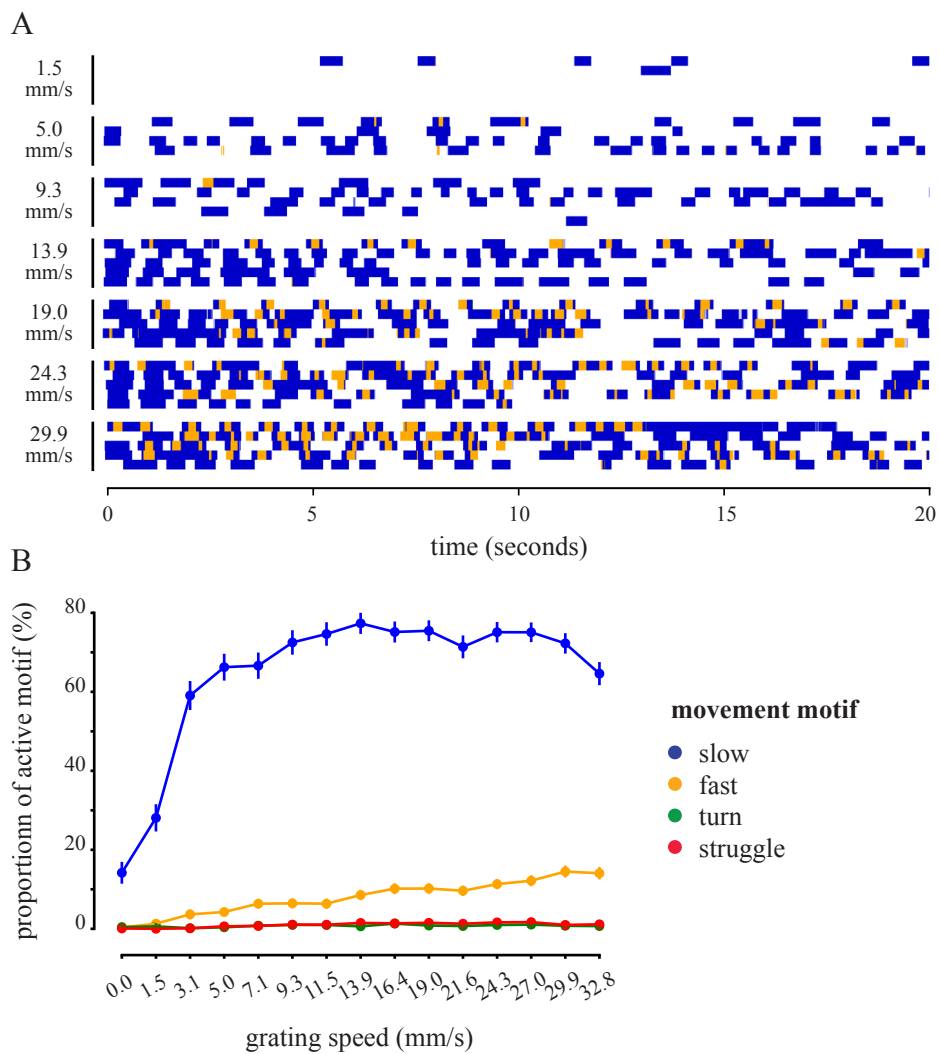 A
1.5
mm/s
5.0
mm/s
9.3
mm/s
13.9
mm/s
19.0
mm/s
24.3
mm/s
29.9
mm/s
0 5 10 15 20
time (seconds)
B
proportionn of active motif (%)
80
60
40
20
0
0.0 1.5 3.1 5.0 7.1 9.3 11.5 13.9 16.4 19.0 21.6 24.3 27.0 29.9 32.8
grating speed (mm/s)
movement motif
slow
fast
turn
struggle